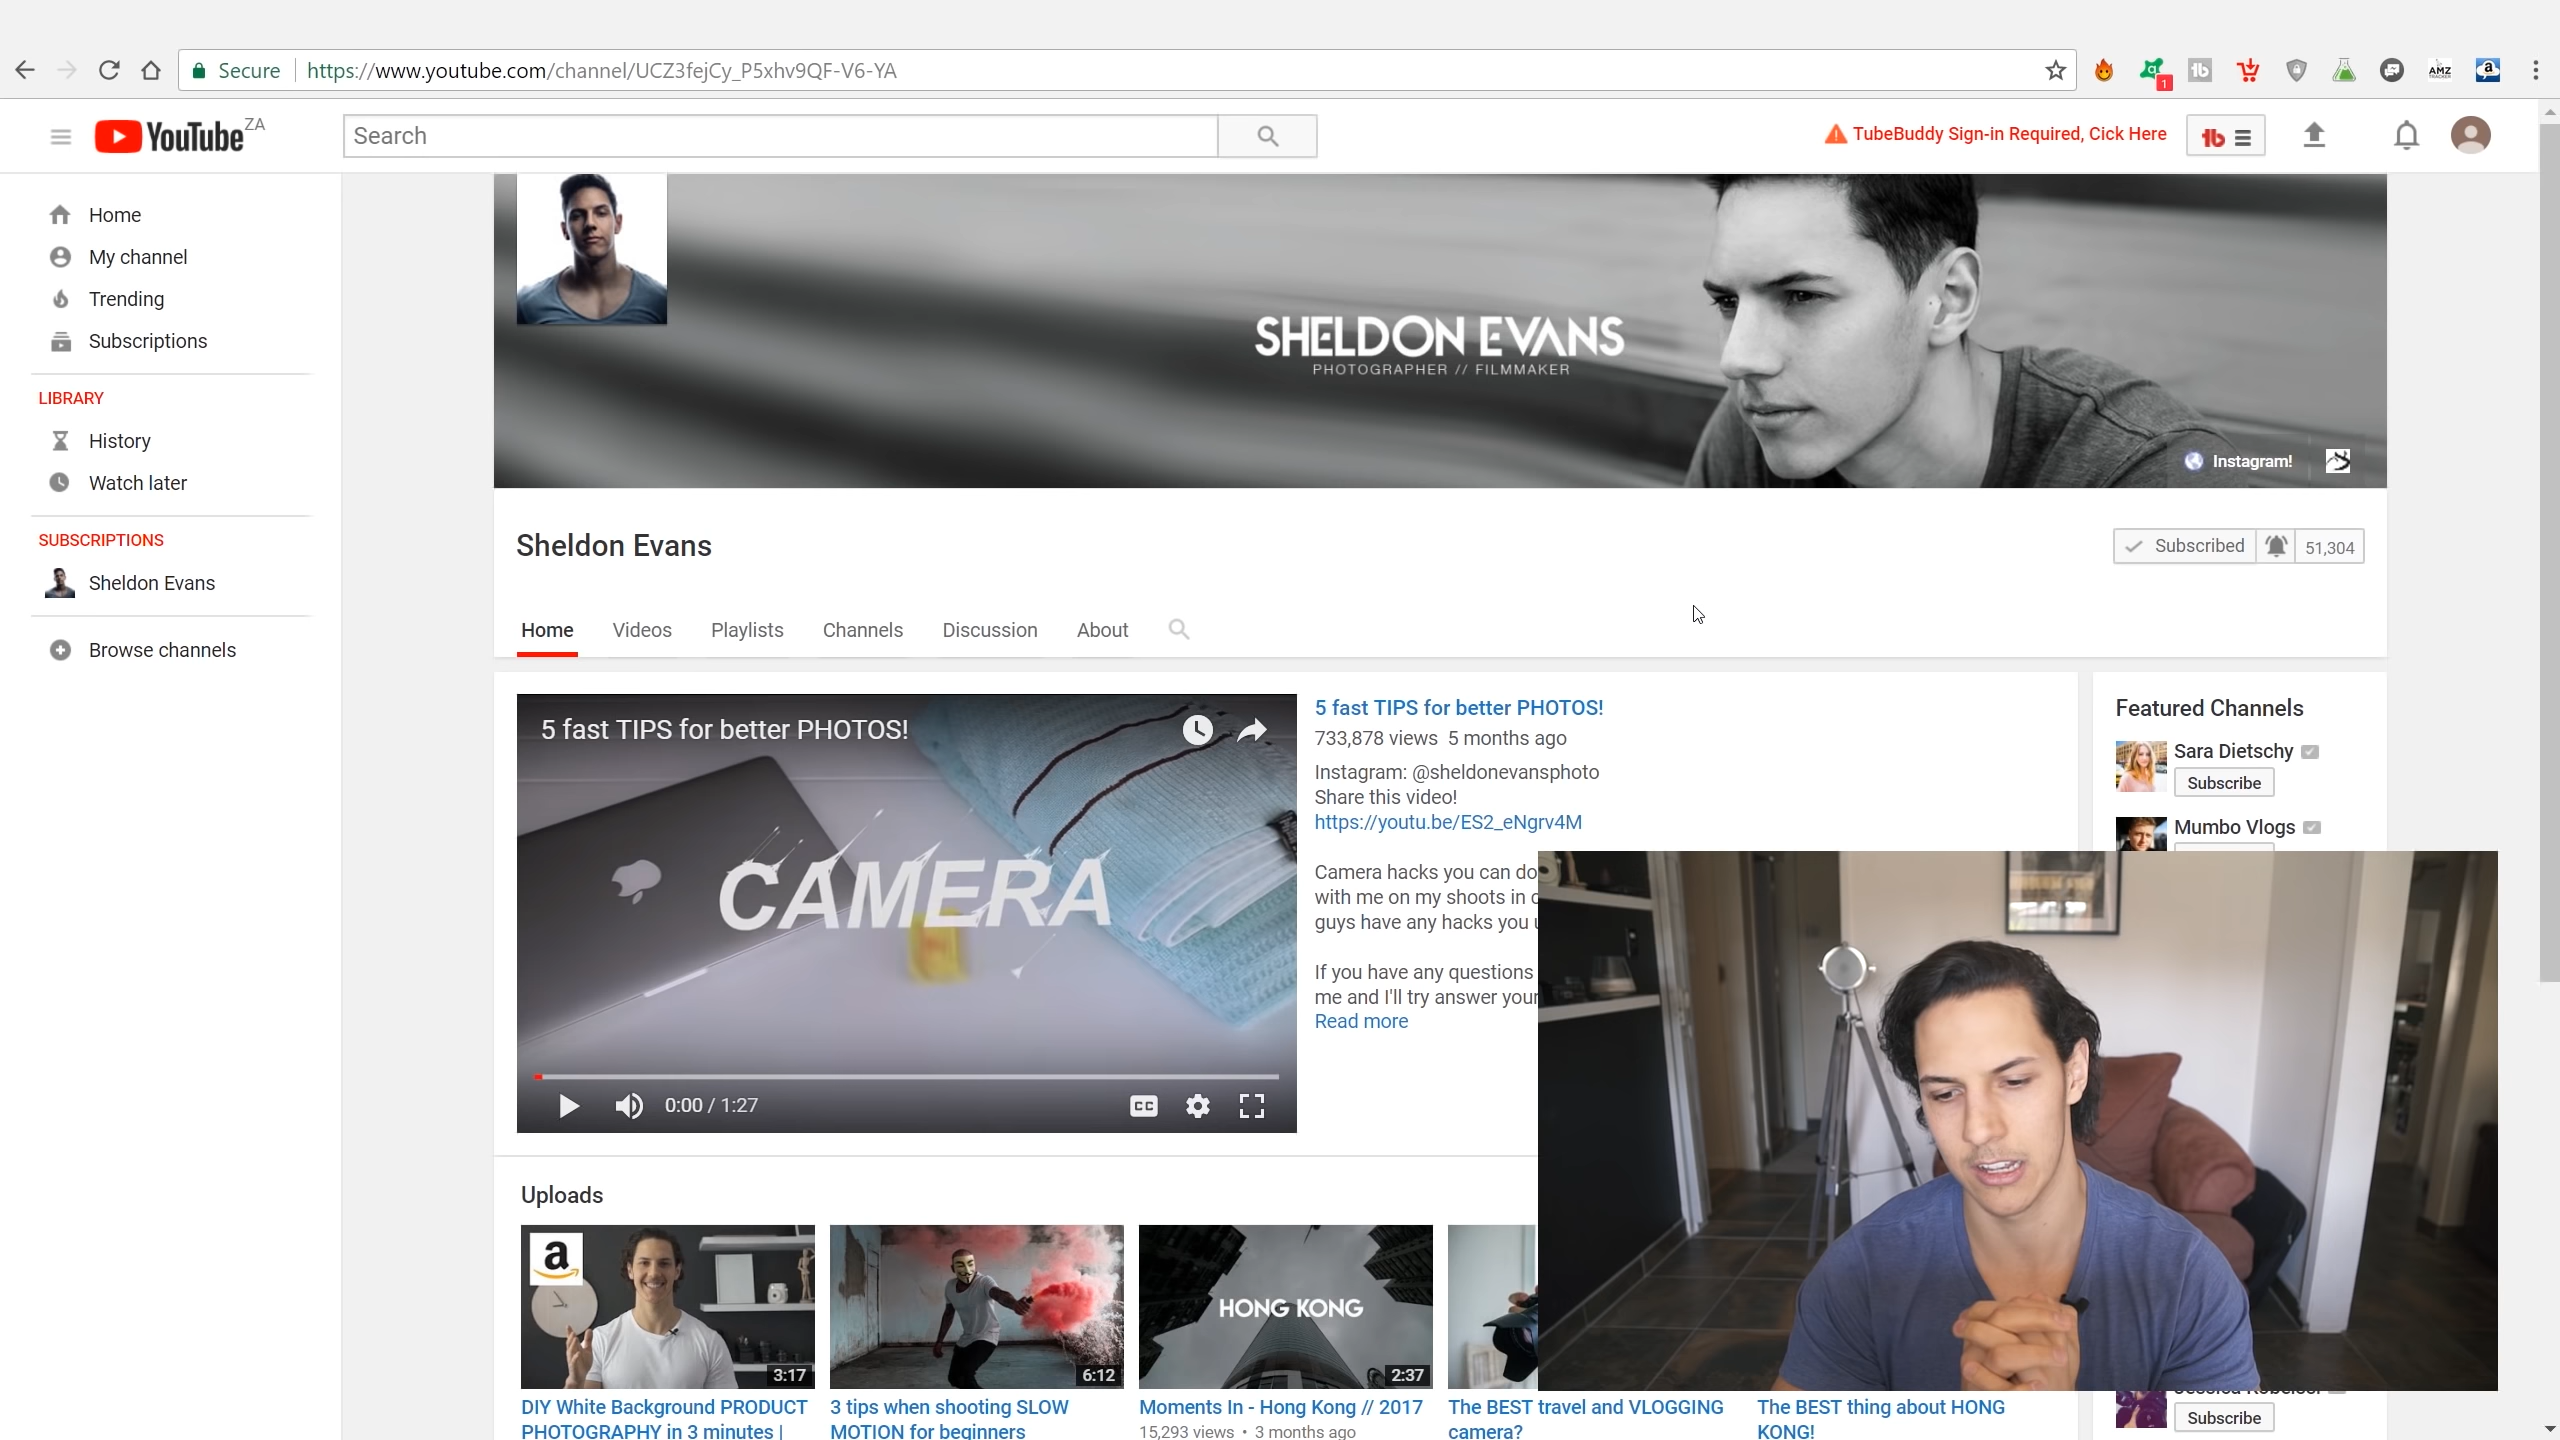 Secure
https://www.youtube.com/channel/UCZ3fejCy_P5xhv9QF-V6-YA
1
AMZ
YouTube ZA
Search
TubeBuddy Sign-in Required, Cick Here
Home
My channel
Trending
Subscriptions
LIBRARY
History
Watch later
SUBSCRIPTIONS
Sheldon Evans
Browse channels
SHELDON EVANS
PHOTOGRAPHER // FILMMAKER
Instagram!
Sheldon Evans
Subscribed 51,304
Home Videos Playlists Channels Discussion About
5 fast TIPS for better PHOTOS!
CAMERA
CC
0:00 / 1:27
5 fast TIPS for better PHOTOS!
733,878 views 5 months ago
Instagram: @sheldonevansphoto
Share this video!
https://youtu.be/ES2_eNgrv4M
Camera hacks you can do
with me on my shoots in
guys have any hacks you
If you have any questions
me and I'll try answer your
Read more
Featured Channels
Sara Dietschy
Subscribe
Mumbo Vlogs
Subscribe
Uploads
a
3:17
DIY White Background PRODUCT
PHOTOGRAPHY in 3 minutes |
6:12
3 tips when shooting SLOW
MOTION for beginners
HONG KONG
2:37
Moments In - Hong Kong // 2017
15,293 views • 3 months ago
The BEST travel and VLOGGING
camera?
The BEST thing about HONG
KONG!